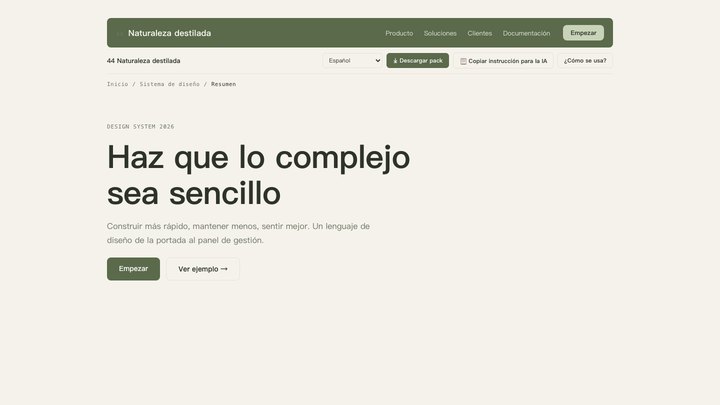 Naturaleza destilada
Producto
Soluciones
Clientes
Documentación
Empezar
44 Naturaleza destilada
Español
↓ Descargar pack
📋 Copiar instrucción para la IA
¿Cómo se usa?
Inicio / Sistema de diseño / Resumen
DESIGN SYSTEM 2026
Haz que lo complejo
sea sencillo
Construir más rápido, mantener menos, sentir mejor. Un lenguaje de
diseño de la portada al panel de gestión.
Empezar
Ver ejemplo →